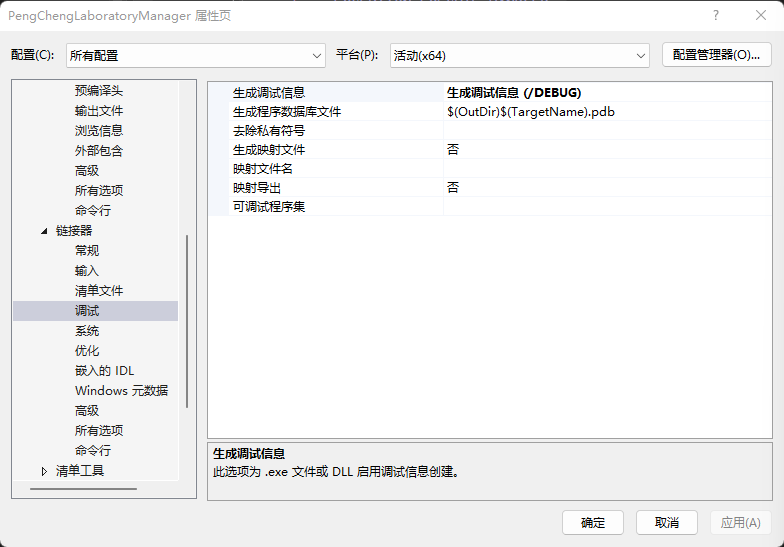 PengChengLaboratoryManager 属性页
配置(C): 所有配置 平台(P): 活动(x64) 配置管理器(O)...
预编译头
输出文件
浏览信息
外部包含
高级
所有选项
命令行
链接器
常规
输入
清单文件
调试
系统
优化
嵌入的 IDL
Windows 元数据
高级
所有选项
命令行
清单工具
生成调试信息 生成调试信息 (/DEBUG)
生成程序数据库文件 $(OutDir)$(TargetName).pdb
去除私有符号
生成映射文件 否
映射文件名
映射导出 否
可调试程序集
生成调试信息
此选项为 .exe 文件或 DLL 启用调试信息创建。
确定 取消 应用(A)